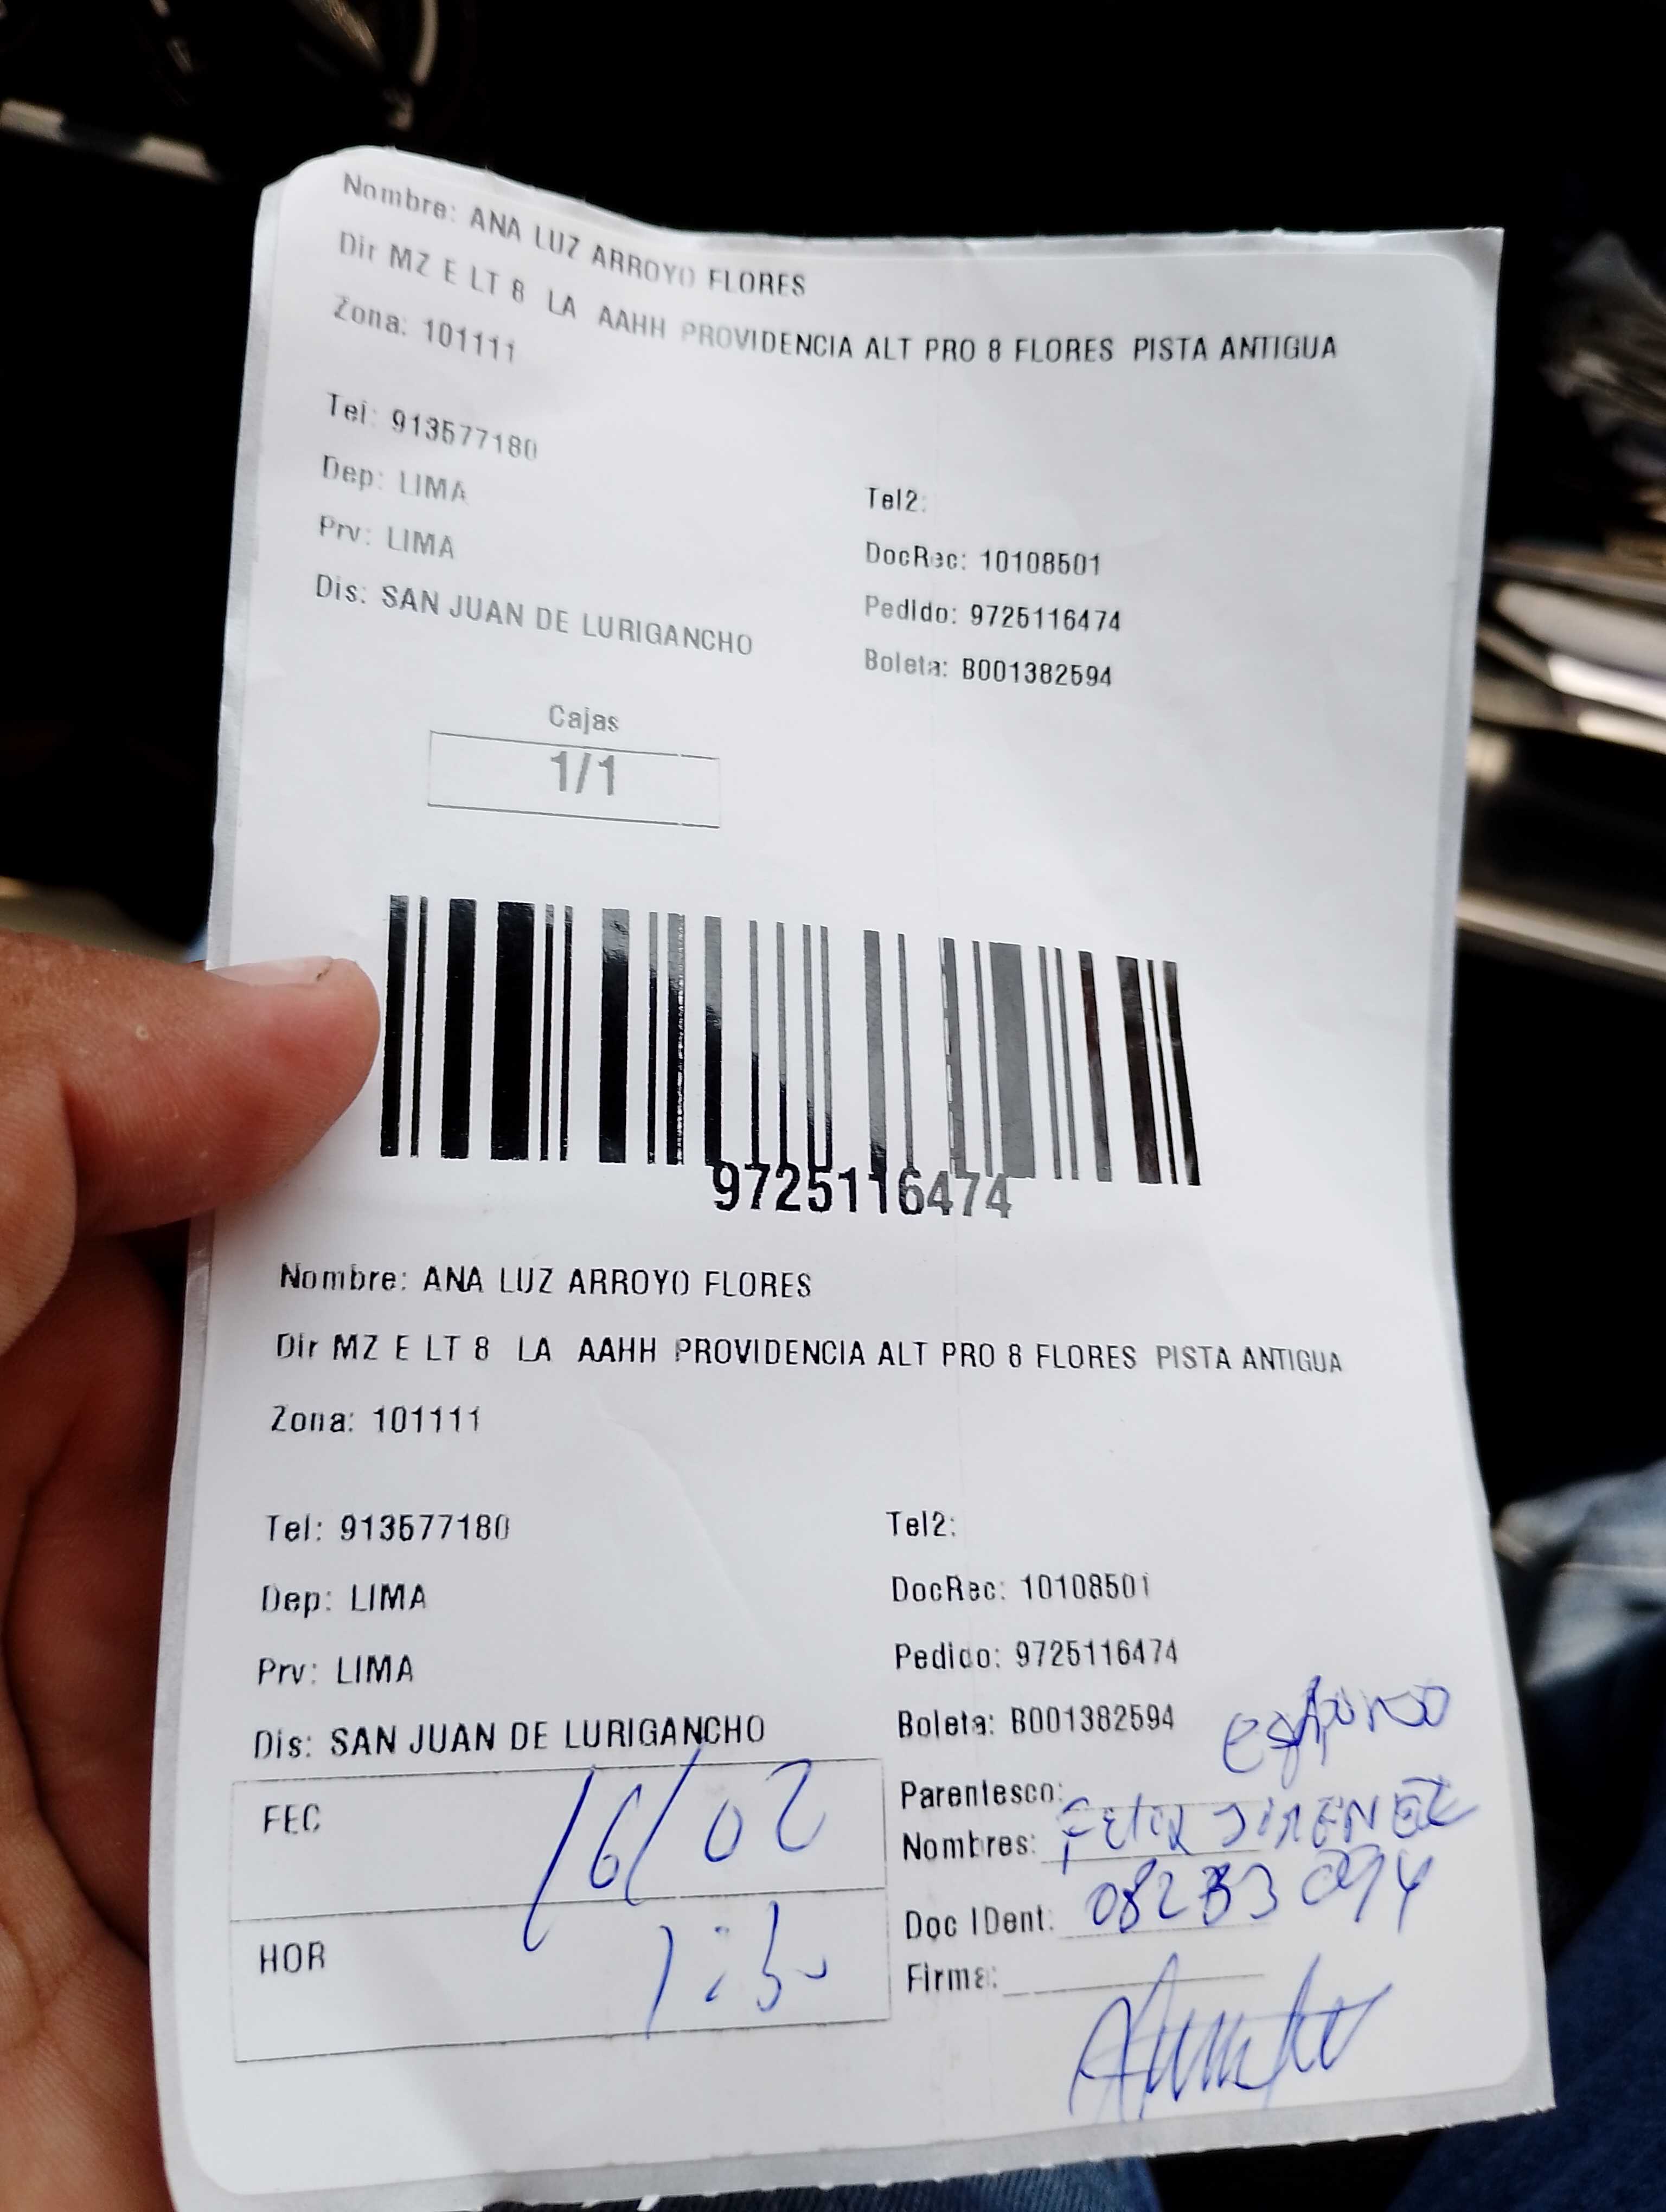 Nombre: ANA LUZ ARROYO FLORES
Dir MZ E LT 8 LA AAHH PROVIDENCIA ALT PRO 8 FLORES PISTA ANTIGUA
Zona: 101111
Tel: 913577180
Tel2:
Dep: LIMA
DocRec: 10108501
Prv: LIMA
Pedido: 9725116474
Dis: SAN JUAN DE LURIGANCHO
Boleta: B001382594
Cajas
1/1
9725116474
Nombre: ANA LUZ ARROYO FLORES
Dir MZ E LT 8 LA AAHH PROVIDENCIA ALT PRO 8 FLORES PISTA ANTIGUA
Zona: 101111
Tel: 913577180
Tel2:
Dep: LIMA
DocRec: 10108501
Prv: LIMA
Pedido: 9725116474
Dis: SAN JUAN DE LURIGANCHO
Boleta: B001382594
FEC 16/02
Parentesco: esposo
Nombres: FELIX JIMENEZ
HOR
Doc IDent:
Firma: